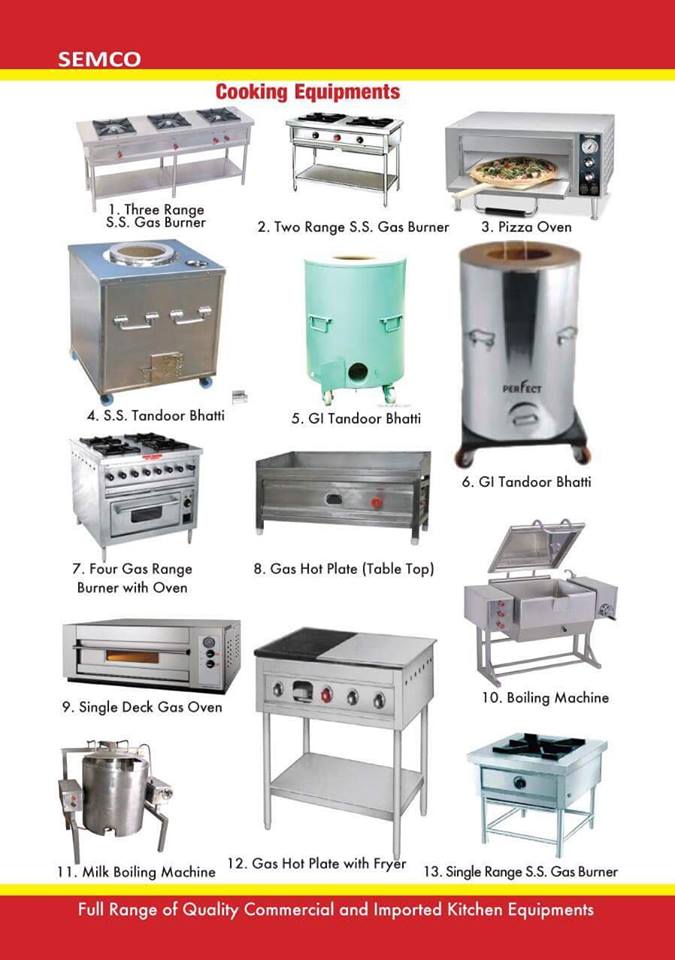 SEMCO
Cooking Equipments
1. Three Range
S.S. Gas Burner
2. Two Range S.S. Gas Burner
3. Pizza Oven
4. S.S. Tandoor Bhatti
5. GI Tandoor Bhatti
PERFECT
6. GI Tandoor Bhatti
7. Four Gas Range
Burner with Oven
8. Gas Hot Plate (Table Top)
9. Single Deck Gas Oven
10. Boiling Machine
11. Milk Boiling Machine
12. Gas Hot Plate with Fryer
13. Single Range S.S. Gas Burner
Full Range of Quality Commercial and Imported Kitchen Equipments